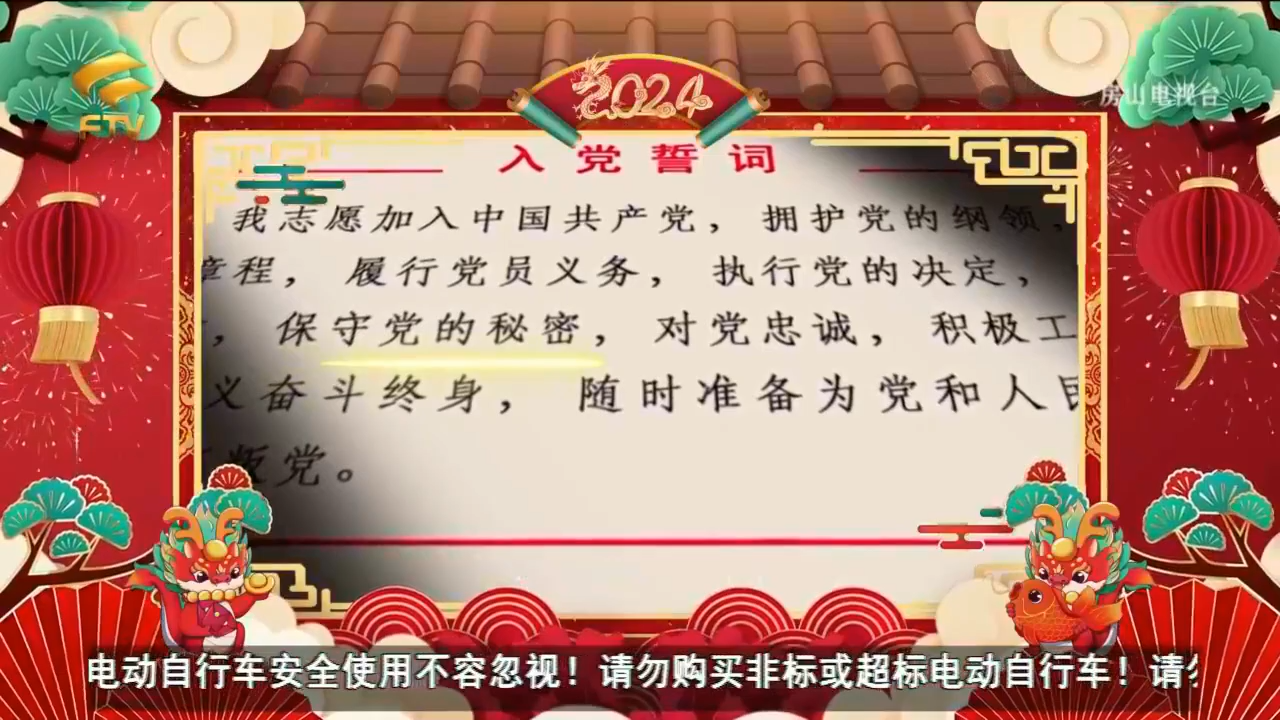 2024
FTV
房山电视台
入党誓词
我志愿加入中国共产党，拥护党的纲领，
章程，履行党员义务，执行党的决定，
，保守党的秘密，对党忠诚，积极工
义奋斗终身，随时准备为党和人民
叛党。
电动自行车安全使用不容忽视！请勿购买非标或超标电动自行车！请